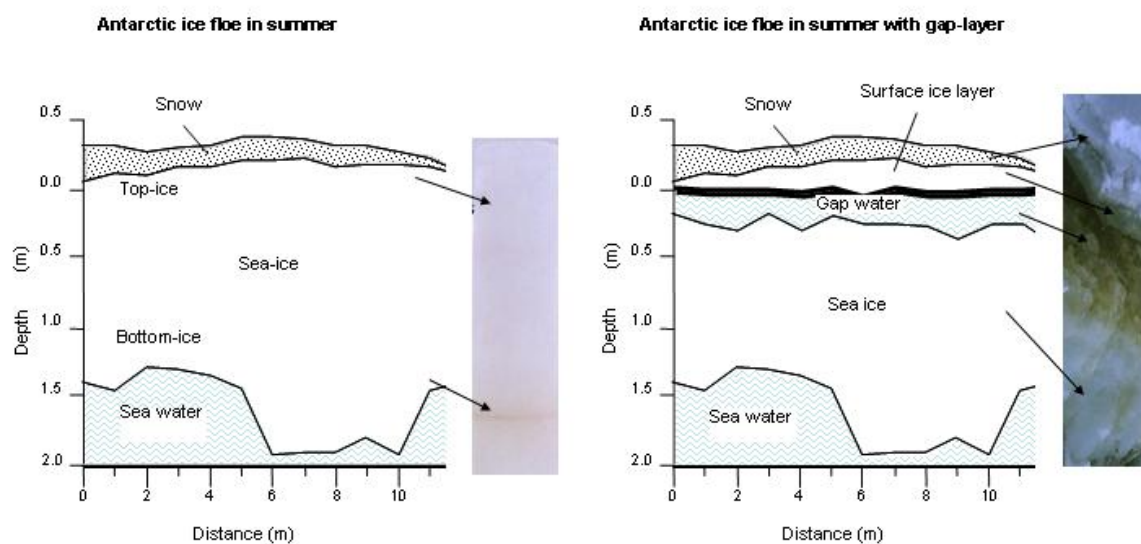 Antarctic ice floe in summer
Snow
0.5
0.0
0.5
1.0
1.5
2.0
Depth (m)
Top-ice
Sea-ice
Bottom-ice
Sea water
0 2 4 6 8 10
Distance (m)
Antarctic ice floe in summer with gap-layer
Surface ice layer
Snow
0.5
0.0
0.5
1.0
1.5
2.0
Depth (m)
Gap water
Sea ice
Sea water
0 2 4 6 8 10
Distance (m)